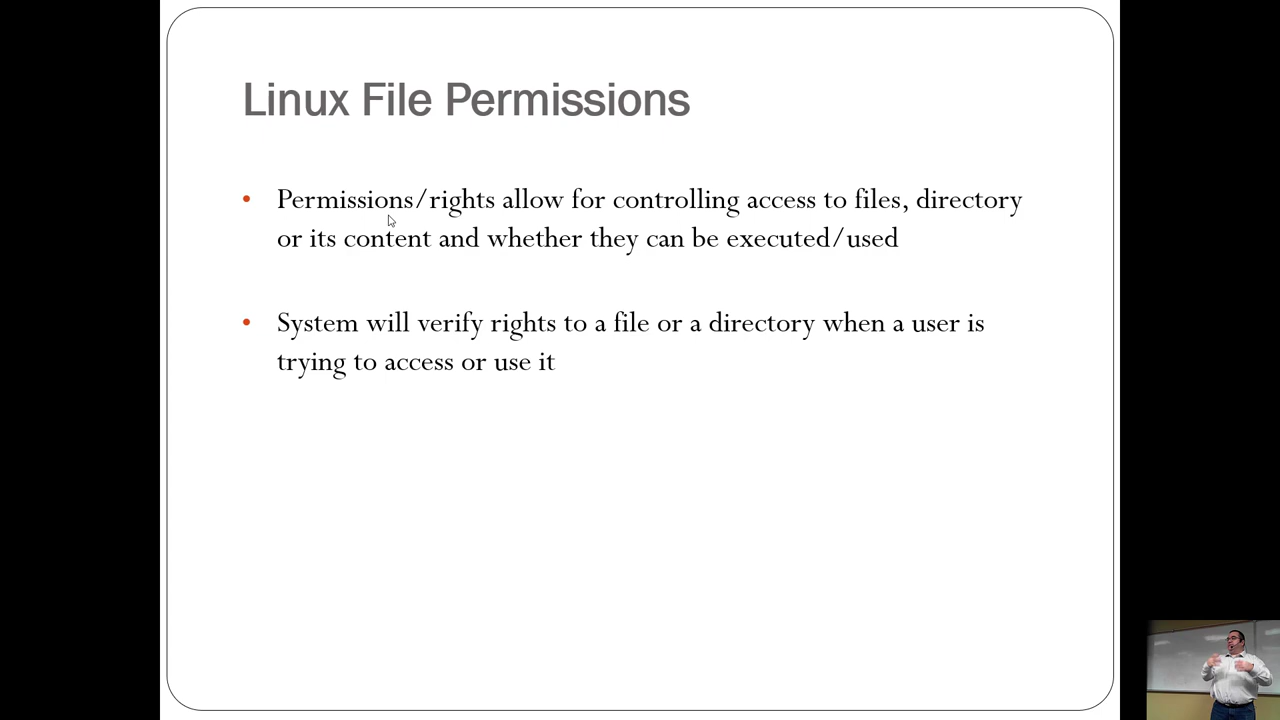 Linux File Permissions
• Permissions/rights allow for controlling access to files, directory
or its content and whether they can be executed/used
• System will verify rights to a file or a directory when a user is
trying to access or use it